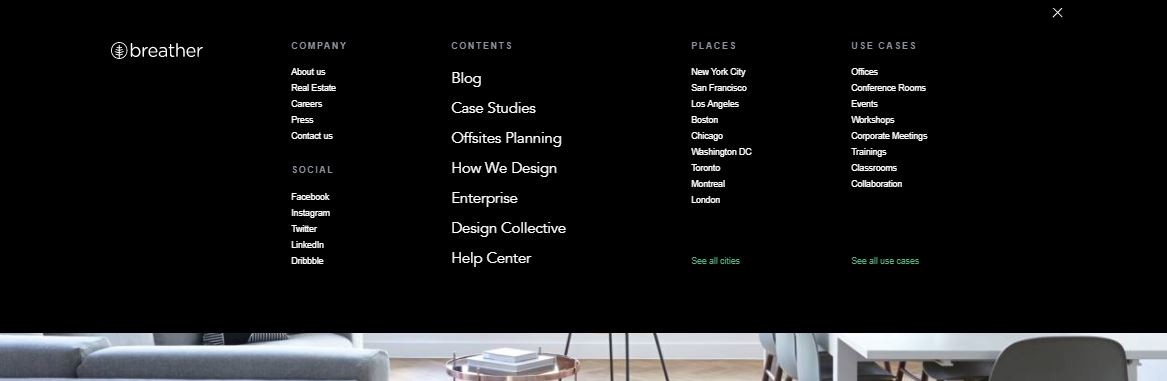 breather
COMPANY
About us
Real Estate
Careers
Press
Contact us
SOCIAL
Facebook
Instagram
Twitter
LinkedIn
Dribbble
CONTENTS
Blog
Case Studies
Offsites Planning
How We Design
Enterprise
Design Collective
Help Center
PLACES
New York City
San Francisco
Los Angeles
Boston
Chicago
Washington DC
Toronto
Montreal
London
See all cities
USE CASES
Offices
Conference Rooms
Events
Workshops
Corporate Meetings
Trainings
Classrooms
Collaboration
See all use cases